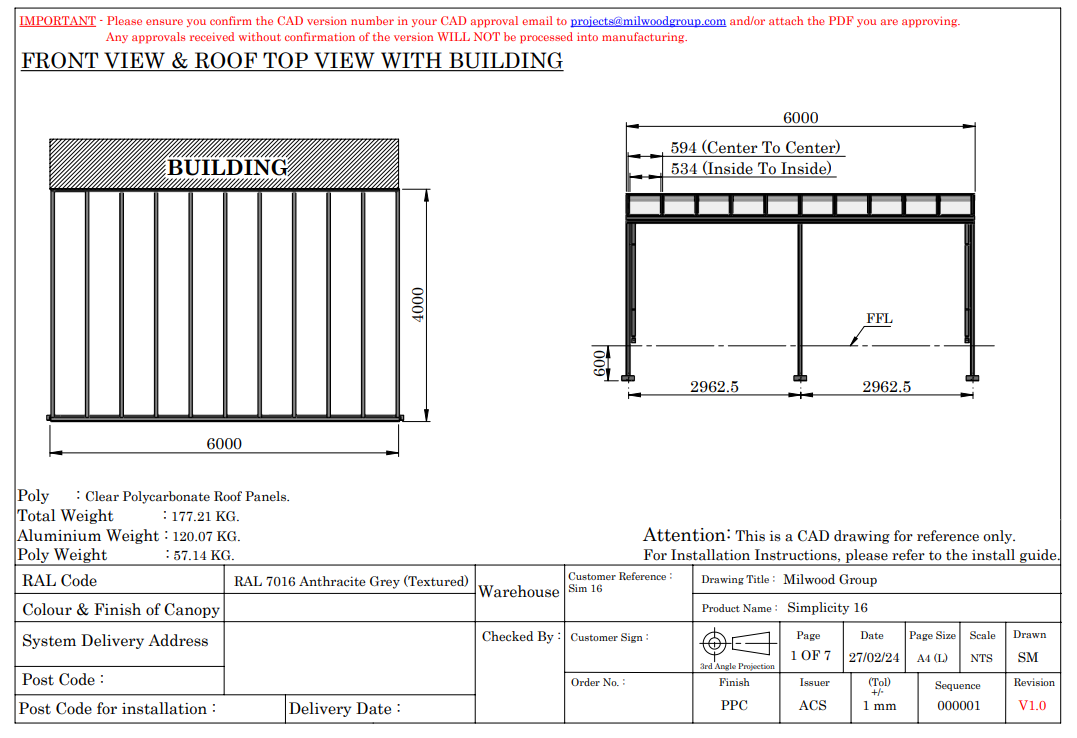 IMPORTANT - Please ensure you confirm the CAD version number in your CAD approval email to projects@milwoodgroup.com and/or attach the PDF you are approving.
Any approvals received without confirmation of the version WILL NOT be processed into manufacturing.
FRONT VIEW & ROOF TOP VIEW WITH BUILDING
BUILDING
4000
6000
6000
594 (Center To Center)
534 (Inside To Inside)
FFL
600
2962.5 2962.5
Poly : Clear Polycarbonate Roof Panels.
Total Weight : 177.21 KG.
Aluminium Weight : 120.07 KG.
Poly Weight : 57.14 KG.
Attention: This is a CAD drawing for reference only.
For Installation Instructions, please refer to the install guide.
RAL Code
RAL 7016 Anthracite Grey (Textured)
Colour & Finish of Canopy
System Delivery Address
Post Code :
Post Code for installation :
Delivery Date :
Warehouse
Checked By :
Customer Reference :
Sim 16
Customer Sign :
Order No. :
Drawing Title : Milwood Group
Product Name : Simplicity 16
3rd Angle Projection
Page
1 OF 7
Date
27/02/24
Page Size
A4 (L)
Scale
NTS
Drawn
SM
Finish
PPC
Issuer
ACS
(Tol)
+/-
1 mm
Sequence
000001
Revision
V1.0